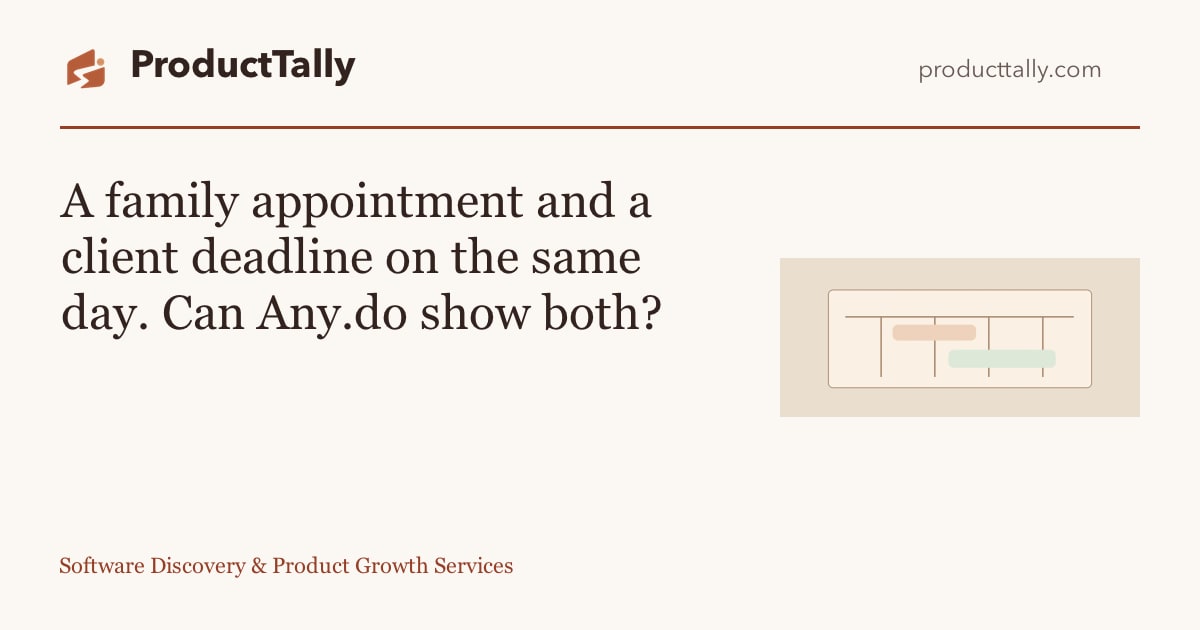 ProductTally
producttally.com
A family appointment and a
client deadline on the same
day. Can Any.do show both?
Software Discovery & Product Growth Services